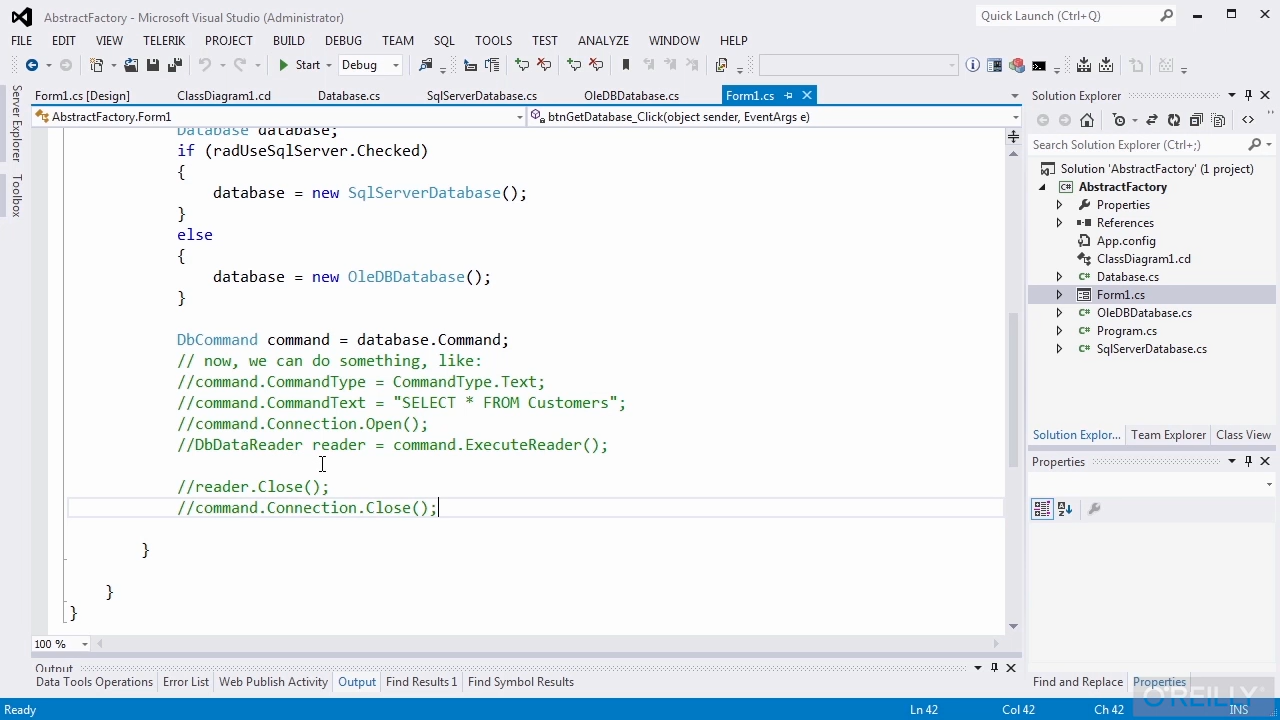 AbstractFactory - Microsoft Visual Studio (Administrator)
Quick Launch (Ctrl+Q)
FILE EDIT VIEW TELERIK PROJECT BUILD DEBUG TEAM SQL TOOLS TEST ANALYZE WINDOW HELP
Start Debug
Server Explorer
Toolbox
Form1.cs [Design] ClassDiagram1.cd Database.cs SqlServerDatabase.cs OleDBDatabase.cs Form1.cs
AbstractFactory.Form1 btnGetDatabase_Click(object sender, EventArgs e)
Database database;
if (radUseSqlServer.Checked)
{
database = new SqlServerDatabase();
}
else
{
database = new OleDBDatabase();
}
DbCommand command = database.Command;
// now, we can do something, like:
//command.CommandType = CommandType.Text;
//command.CommandText = "SELECT * FROM Customers";
//command.Connection.Open();
//DbDataReader reader = command.ExecuteReader();
//reader.Close();
//command.Connection.Close();
}
}
}
100 %
Output
Data Tools Operations Error List Web Publish Activity Output Find Results 1 Find Symbol Results
Solution Explorer
Search Solution Explorer (Ctrl+;)
Solution 'AbstractFactory' (1 project)
AbstractFactory
Properties
References
App.config
ClassDiagram1.cd
Database.cs
Form1.cs
OleDBDatabase.cs
Program.cs
SqlServerDatabase.cs
Solution Explor... Team Explorer Class View
Properties
Find and Replace Properties
Ready Ln 42 Col 42 Ch 42 INS
O'REILLY